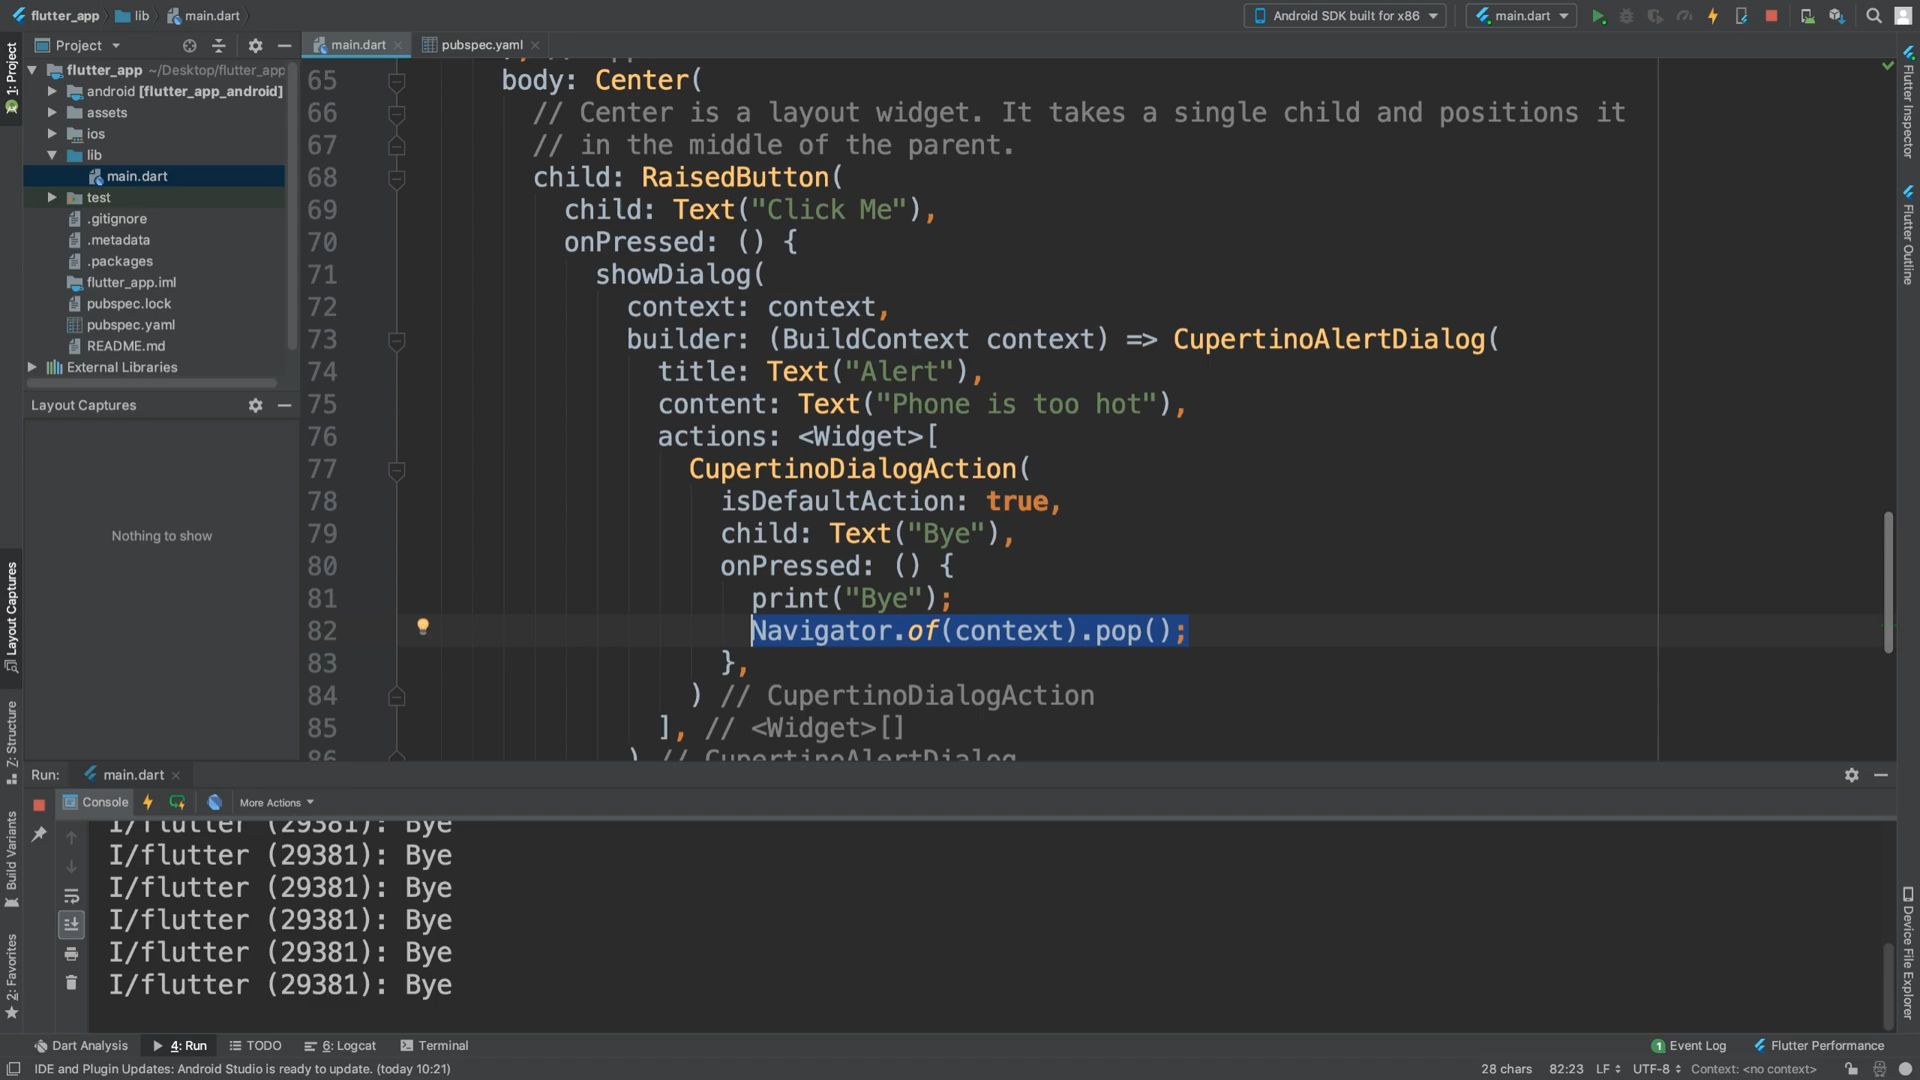 flutter_app lib main.dart
Android SDK built for x86 main.dart
Project main.dart pubspec.yaml
1: Project
flutter_app ~/Desktop/flutter_app
android [flutter_app_android]
assets
ios
lib
main.dart
test
.gitignore
.metadata
.packages
flutter_app.iml
pubspec.lock
pubspec.yaml
README.md
External Libraries
Layout Captures
Nothing to show
Layout Captures
Z: Structure
Build Variants
2: Favorites
65 body: Center(
66 // Center is a layout widget. It takes a single child and positions it
67 // in the middle of the parent.
68 child: RaisedButton(
69 child: Text("Click Me"),
70 onPressed: () {
71 showDialog(
72 context: context,
73 builder: (BuildContext context) => CupertinoAlertDialog(
74 title: Text("Alert"),
75 content: Text("Phone is too hot"),
76 actions: <Widget>[
77 CupertinoDialogAction(
78 isDefaultAction: true,
79 child: Text("Bye"),
80 onPressed: () {
81 print("Bye");
82 Navigator.of(context).pop();
83 },
84 ) // CupertinoDialogAction
85 ], // <Widget>[]
86 ) // CupertinoAlertDialog
Flutter Inspector
Flutter Outline
Device File Explorer
Run: main.dart
Console More Actions
I/flutter (29381): Bye
I/flutter (29381): Bye
I/flutter (29381): Bye
I/flutter (29381): Bye
I/flutter (29381): Bye
I/flutter (29381): Bye
Dart Analysis 4: Run TODO 6: Logcat Terminal 1 Event Log Flutter Performance
IDE and Plugin Updates: Android Studio is ready to update. (today 10:21) 28 chars 82:23 LF UTF-8 Context: <no context>